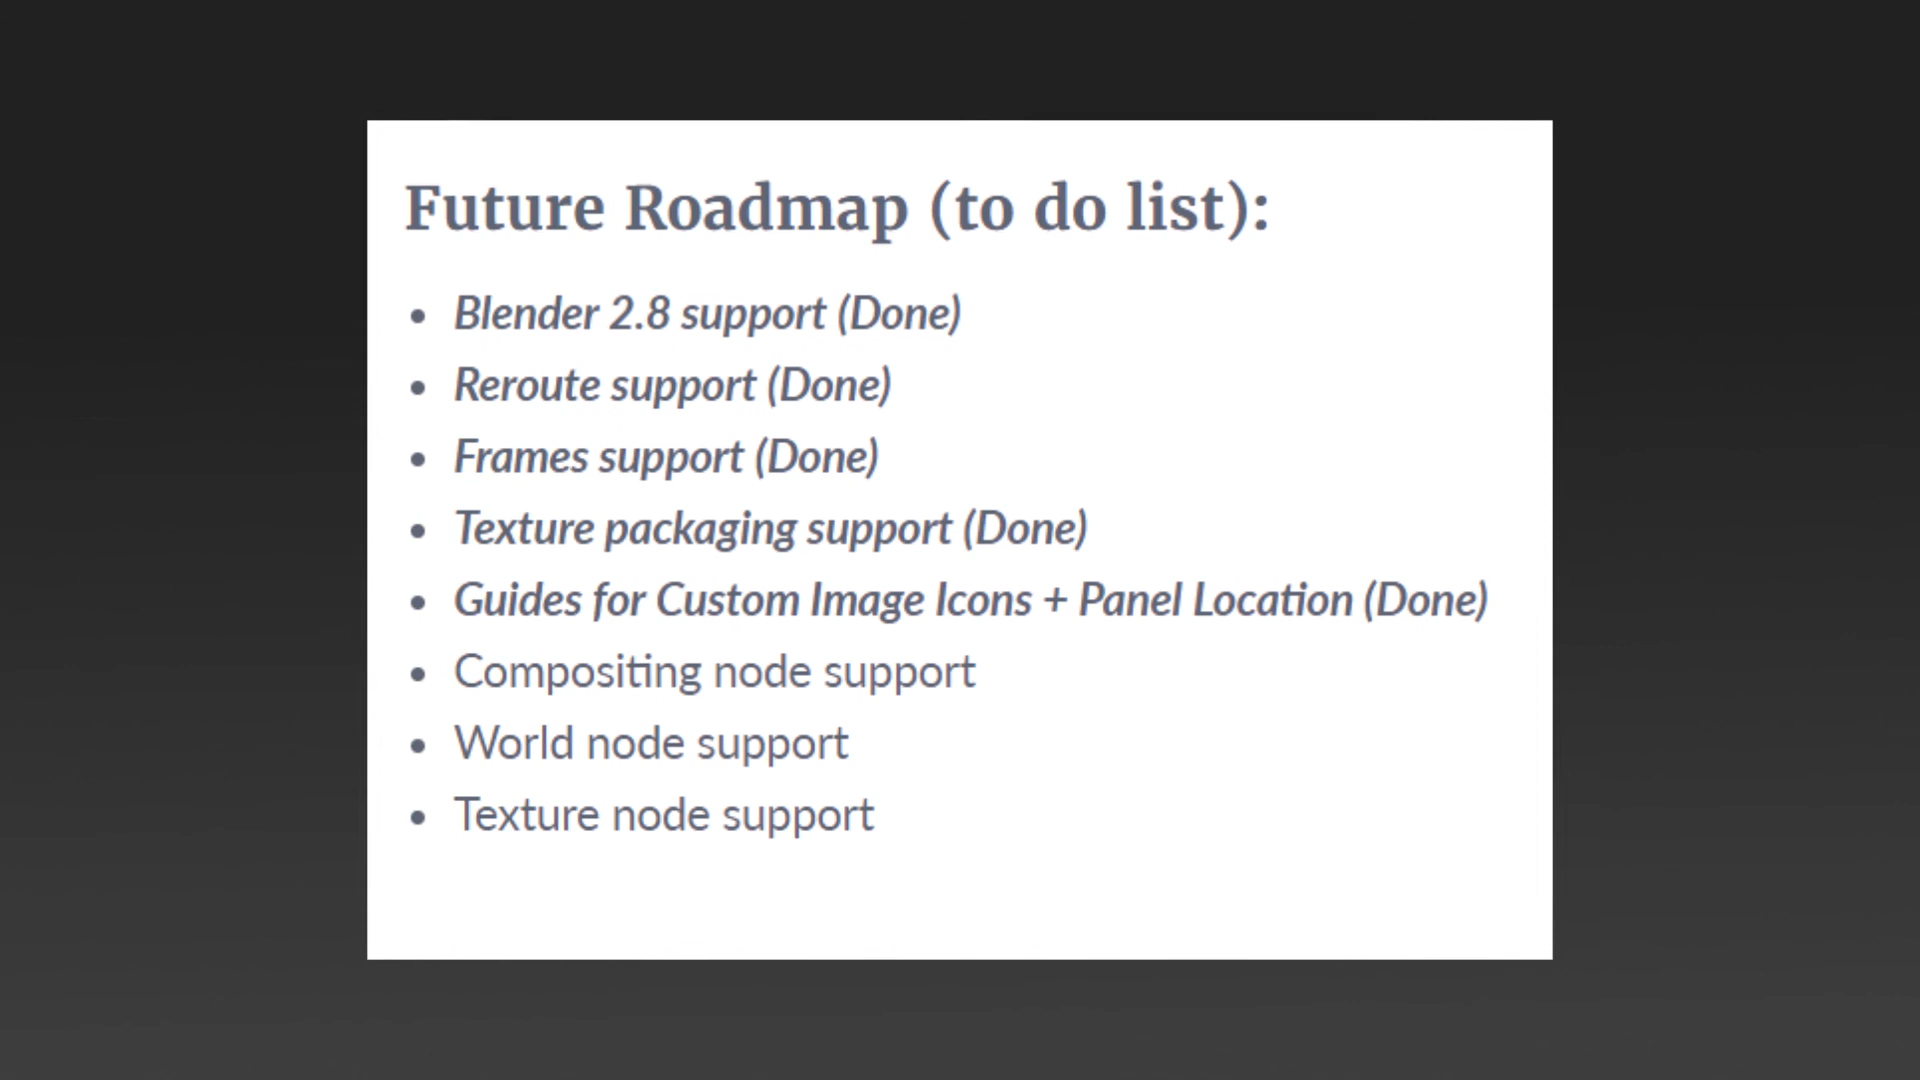 Future Roadmap (to do list):
• Blender 2.8 support (Done)
• Reroute support (Done)
• Frames support (Done)
• Texture packaging support (Done)
• Guides for Custom Image Icons + Panel Location (Done)
• Compositing node support
• World node support
• Texture node support